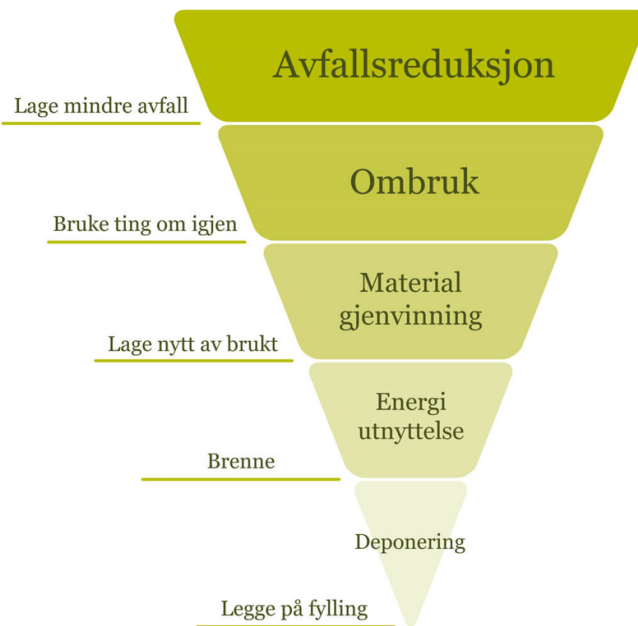 Avfallsreduksjon
Lage mindre avfall
Ombruk
Bruke ting om igjen
Material
gjenvinning
Lage nytt av brukt
Energi
utnyttelse
Brenne
Deponering
Legge på fylling